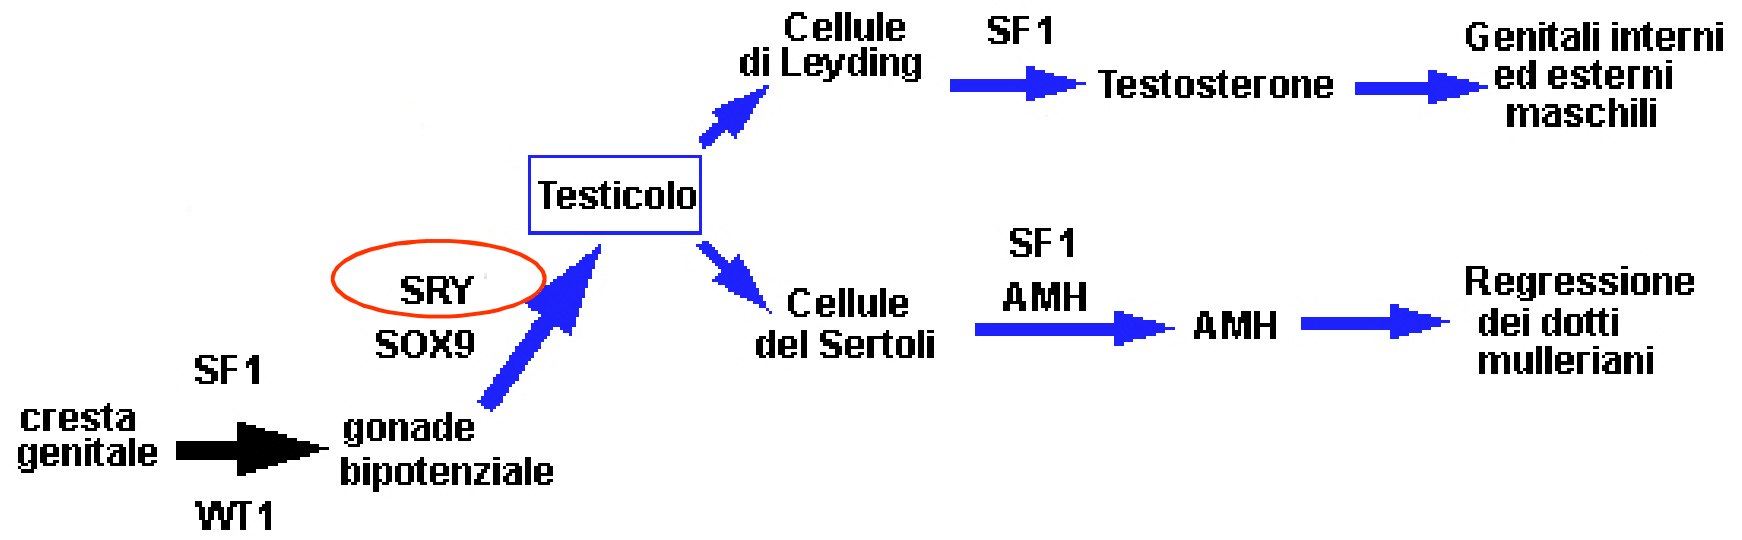 cresta
genitale
SF1
WT1
gonade
bipotenziale
SRY
SOX9
Testicolo
Cellule
di Leyding
SF1
Testosterone
Genitali interni
ed esterni
maschili
Cellule
del Sertoli
SF1
AMH
AMH
Regressione
dei dotti
mulleriani